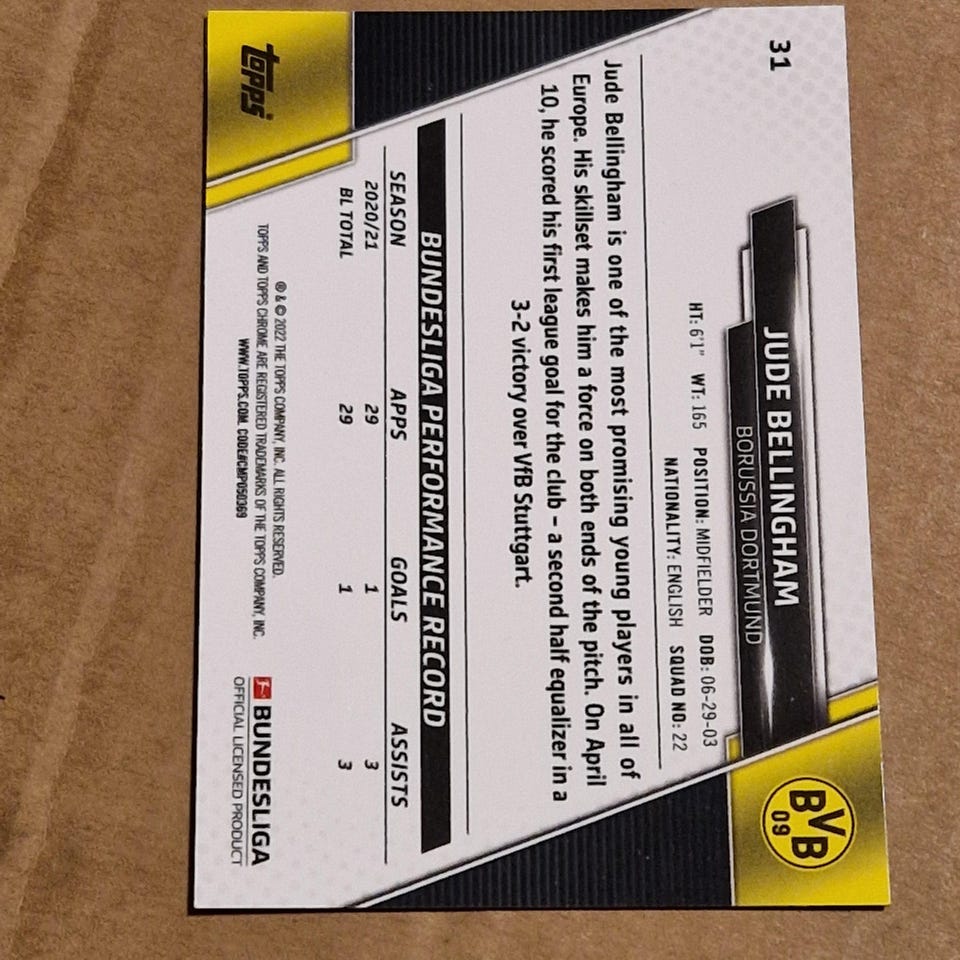 31
JUDE BELLINGHAM
BORUSSIA DORTMUND
BVB
09
HT: 6'1" WT: 165 POSITION: MIDFIELDER DOB: 06-29-03
NATIONALITY: ENGLISH SQUAD NO: 22
Jude Bellingham is one of the most promising young players in all of
Europe. His skillset makes him a force on both ends of the pitch. On April
10, he scored his first league goal for the club – a second half equalizer in a
3-2 victory over VfB Stuttgart.
BUNDESLIGA PERFORMANCE RECORD
SEASON APPS GOALS ASSISTS
2020/21 29 1 3
BL TOTAL 29 1 3
topps
® & © 2022 THE TOPPS COMPANY, INC. ALL RIGHTS RESERVED.
TOPPS AND TOPPS CHROME ARE REGISTERED TRADEMARKS OF THE TOPPS COMPANY, INC.
WWW.TOPPS.COM. CODE#CMP050369
BUNDESLIGA
OFFICIAL LICENSED PRODUCT